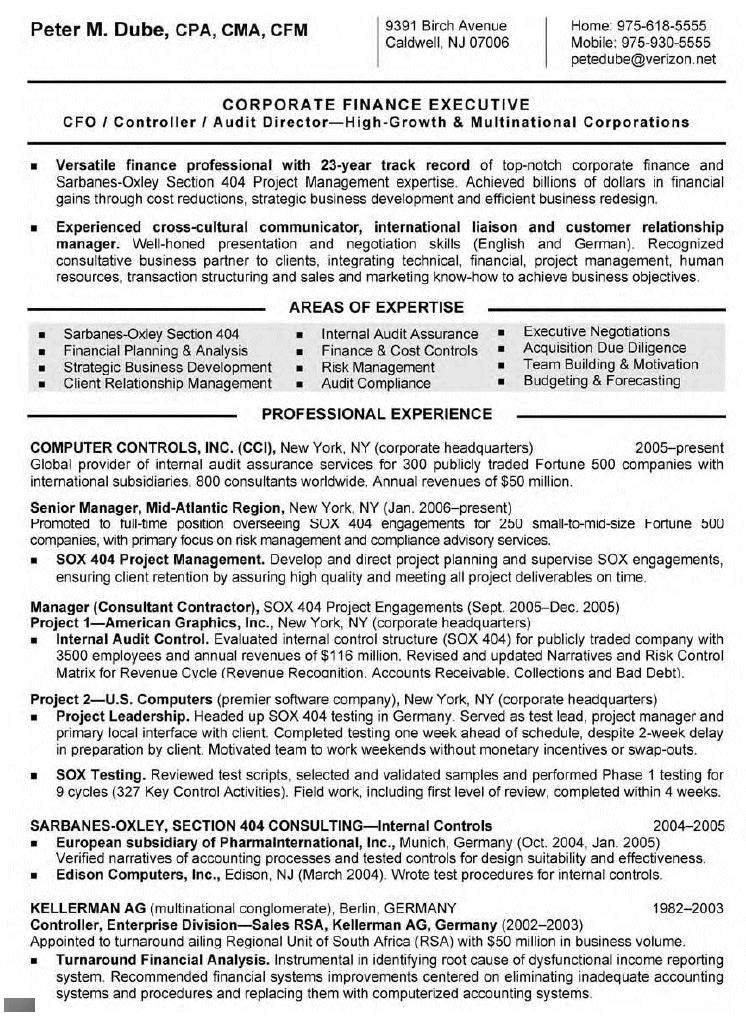 Peter M. Dube, CPA, CMA, CFM
9391 Birch Avenue
Caldwell, NJ 07006
Home: 975-618-5555
Mobile: 975-930-5555
petedube@verizon.net
CORPORATE FINANCE EXECUTIVE
CFO / Controller / Audit Director—High-Growth & Multinational Corporations
▪ Versatile finance professional with 23-year track record of top-notch corporate finance and
Sarbanes-Oxley Section 404 Project Management expertise. Achieved billions of dollars in financial
gains through cost reductions, strategic business development and efficient business redesign.
▪ Experienced cross-cultural communicator, international liaison and customer relationship
manager. Well-honed presentation and negotiation skills (English and German). Recognized
consultative business partner to clients, integrating technical, financial, project management, human
resources, transaction structuring and sales and marketing know-how to achieve business objectives.
AREAS OF EXPERTISE
▪ Sarbanes-Oxley Section 404
▪ Financial Planning & Analysis
▪ Strategic Business Development
▪ Client Relationship Management
▪ Internal Audit Assurance
▪ Finance & Cost Controls
▪ Risk Management
▪ Audit Compliance
▪ Executive Negotiations
▪ Acquisition Due Diligence
▪ Team Building & Motivation
▪ Budgeting & Forecasting
PROFESSIONAL EXPERIENCE
COMPUTER CONTROLS, INC. (CCI), New York, NY (corporate headquarters) 2005–present
Global provider of internal audit assurance services for 300 publicly traded Fortune 500 companies with
international subsidiaries. 800 consultants worldwide. Annual revenues of $50 million.
Senior Manager, Mid-Atlantic Region, New York, NY (Jan. 2006–present)
Promoted to full-time position overseeing SOX 404 engagements for 250 small-to-mid-size Fortune 500
companies, with primary focus on risk management and compliance advisory services.
▪ SOX 404 Project Management. Develop and direct project planning and supervise SOX engagements,
ensuring client retention by assuring high quality and meeting all project deliverables on time.
Manager (Consultant Contractor), SOX 404 Project Engagements (Sept. 2005–Dec. 2005)
Project 1—American Graphics, Inc., New York, NY (corporate headquarters)
▪ Internal Audit Control. Evaluated internal control structure (SOX 404) for publicly traded company with
3500 employees and annual revenues of $116 million. Revised and updated Narratives and Risk Control
Matrix for Revenue Cycle (Revenue Recognition, Accounts Receivable, Collections and Bad Debt).
Project 2—U.S. Computers (premier software company), New York, NY (corporate headquarters)
▪ Project Leadership. Headed up SOX 404 testing in Germany. Served as test lead, project manager and
primary local interface with client. Completed testing one week ahead of schedule, despite 2-week delay
in preparation by client. Motivated team to work weekends without monetary incentives or swap-outs.
▪ SOX Testing. Reviewed test scripts, selected and validated samples and performed Phase 1 testing for
9 cycles (327 Key Control Activities). Field work, including first level of review, completed within 4 weeks.
SARBANES-OXLEY, SECTION 404 CONSULTING—Internal Controls 2004–2005
▪ European subsidiary of PharmaInternational, Inc., Munich, Germany (Oct. 2004, Jan. 2005)
Verified narratives of accounting processes and tested controls for design suitability and effectiveness.
▪ Edison Computers, Inc., Edison, NJ (March 2004). Wrote test procedures for internal controls.
KELLERMAN AG (multinational conglomerate), Berlin, GERMANY 1982–2003
Controller, Enterprise Division—Sales RSA, Kellerman AG, Germany (2002–2003)
Appointed to turnaround ailing Regional Unit of South Africa (RSA) with $50 million in business volume.
▪ Turnaround Financial Analysis. Instrumental in identifying root cause of dysfunctional income reporting
system. Recommended financial systems improvements centered on eliminating inadequate accounting
systems and procedures and replacing them with computerized accounting systems.